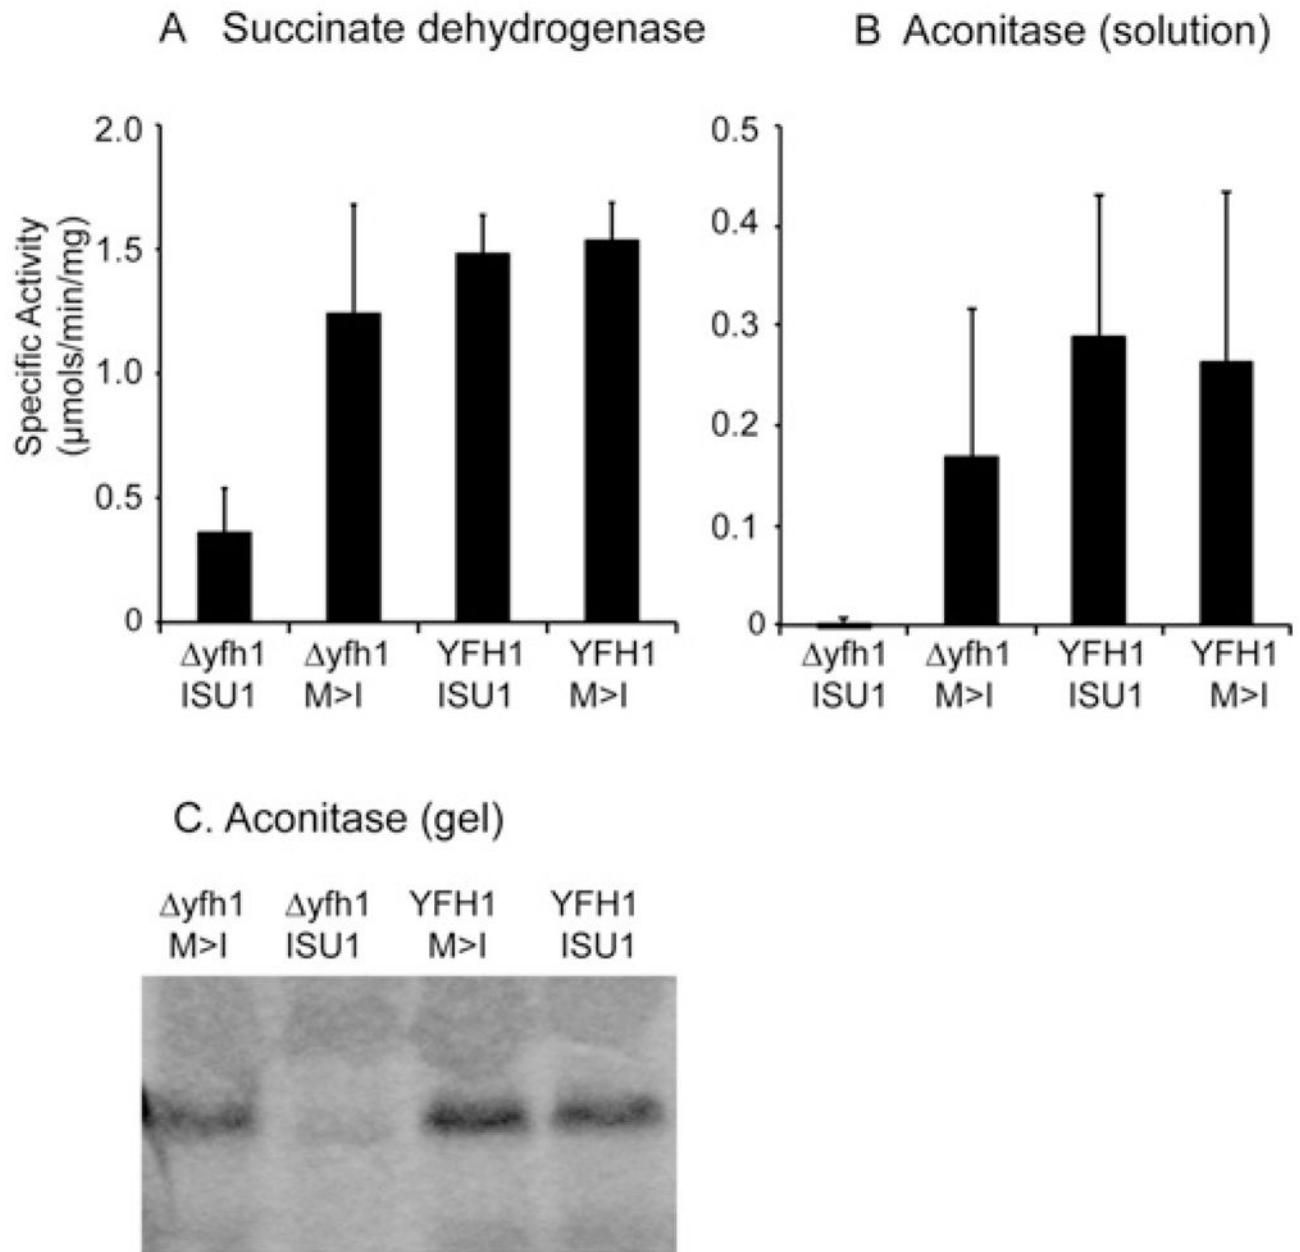 A Succinate dehydrogenase
Specific Activity
(µmols/min/mg)
2.0
1.5
1.0
0.5
0
Δyfh1 Δyfh1 YFH1 YFH1
ISU1 M>I ISU1 M>I
B Aconitase (solution)
0.5
0.4
0.3
0.2
0.1
0
Δyfh1 Δyfh1 YFH1 YFH1
ISU1 M>I ISU1 M>I
C. Aconitase (gel)
Δyfh1 Δyfh1 YFH1 YFH1
M>I ISU1 M>I ISU1